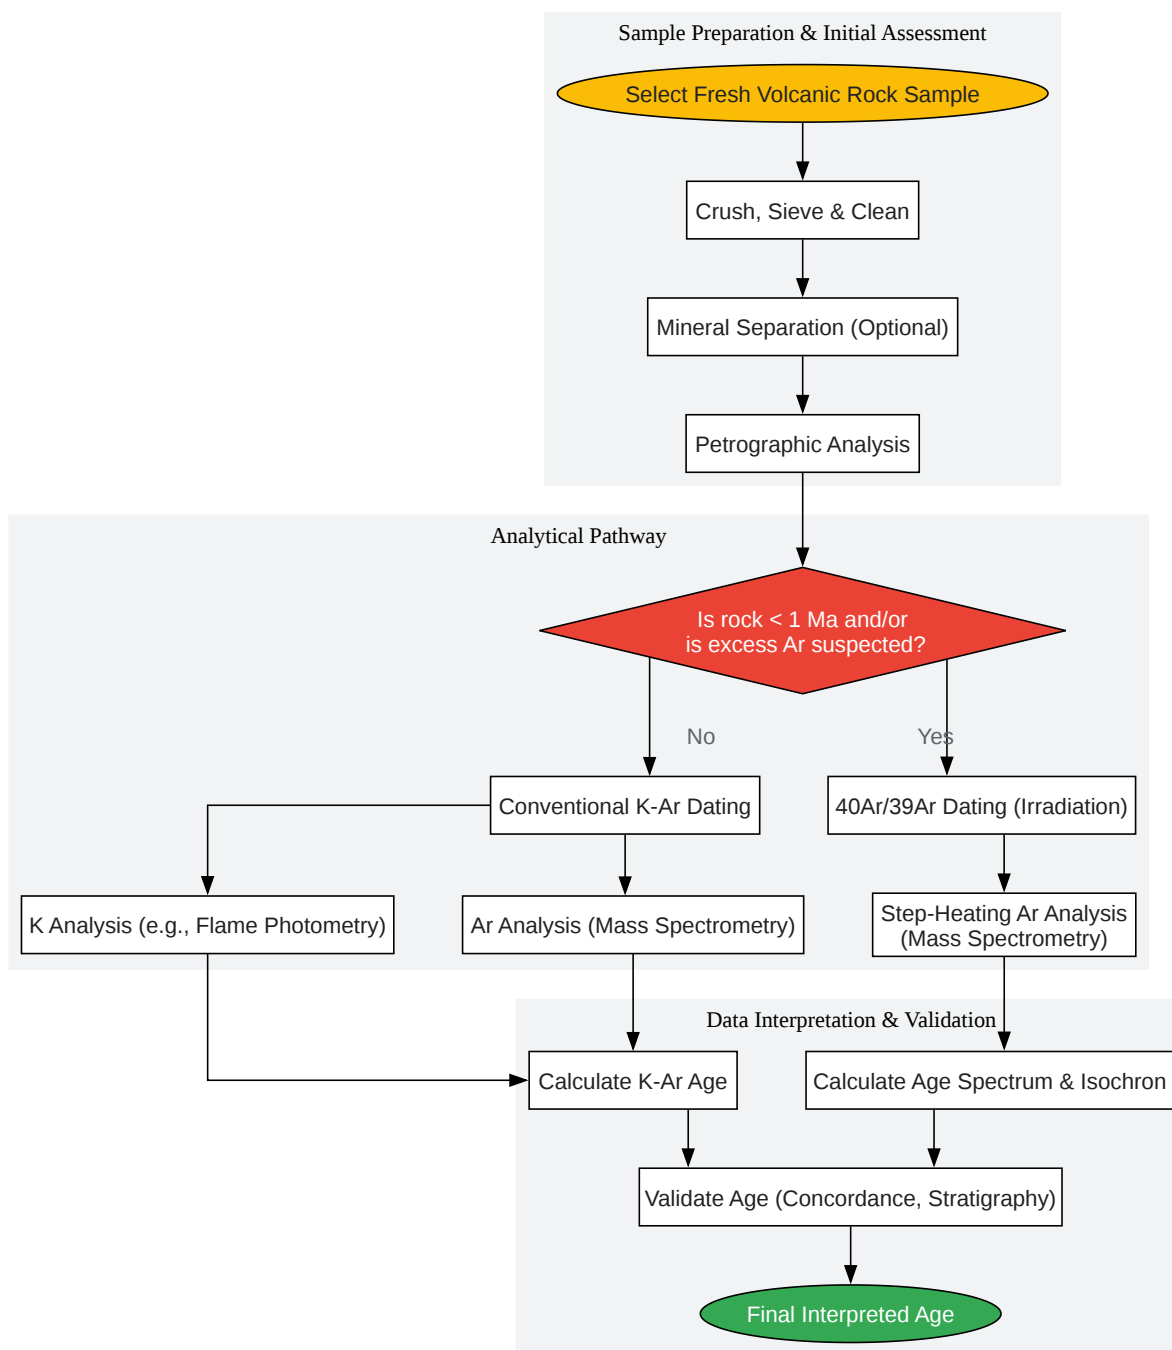 Sample Preparation & Initial Assessment
Select Fresh Volcanic Rock Sample
Crush, Sieve & Clean
Mineral Separation (Optional)
Petrographic Analysis
Analytical Pathway
Is rock < 1 Ma and/or
is excess Ar suspected?
No
Yes
Conventional K-Ar Dating
40Ar/39Ar Dating (Irradiation)
K Analysis (e.g., Flame Photometry)
Ar Analysis (Mass Spectrometry)
Step-Heating Ar Analysis
(Mass Spectrometry)
Data Interpretation & Validation
Calculate K-Ar Age
Calculate Age Spectrum & Isochron
Validate Age (Concordance, Stratigraphy)
Final Interpreted Age